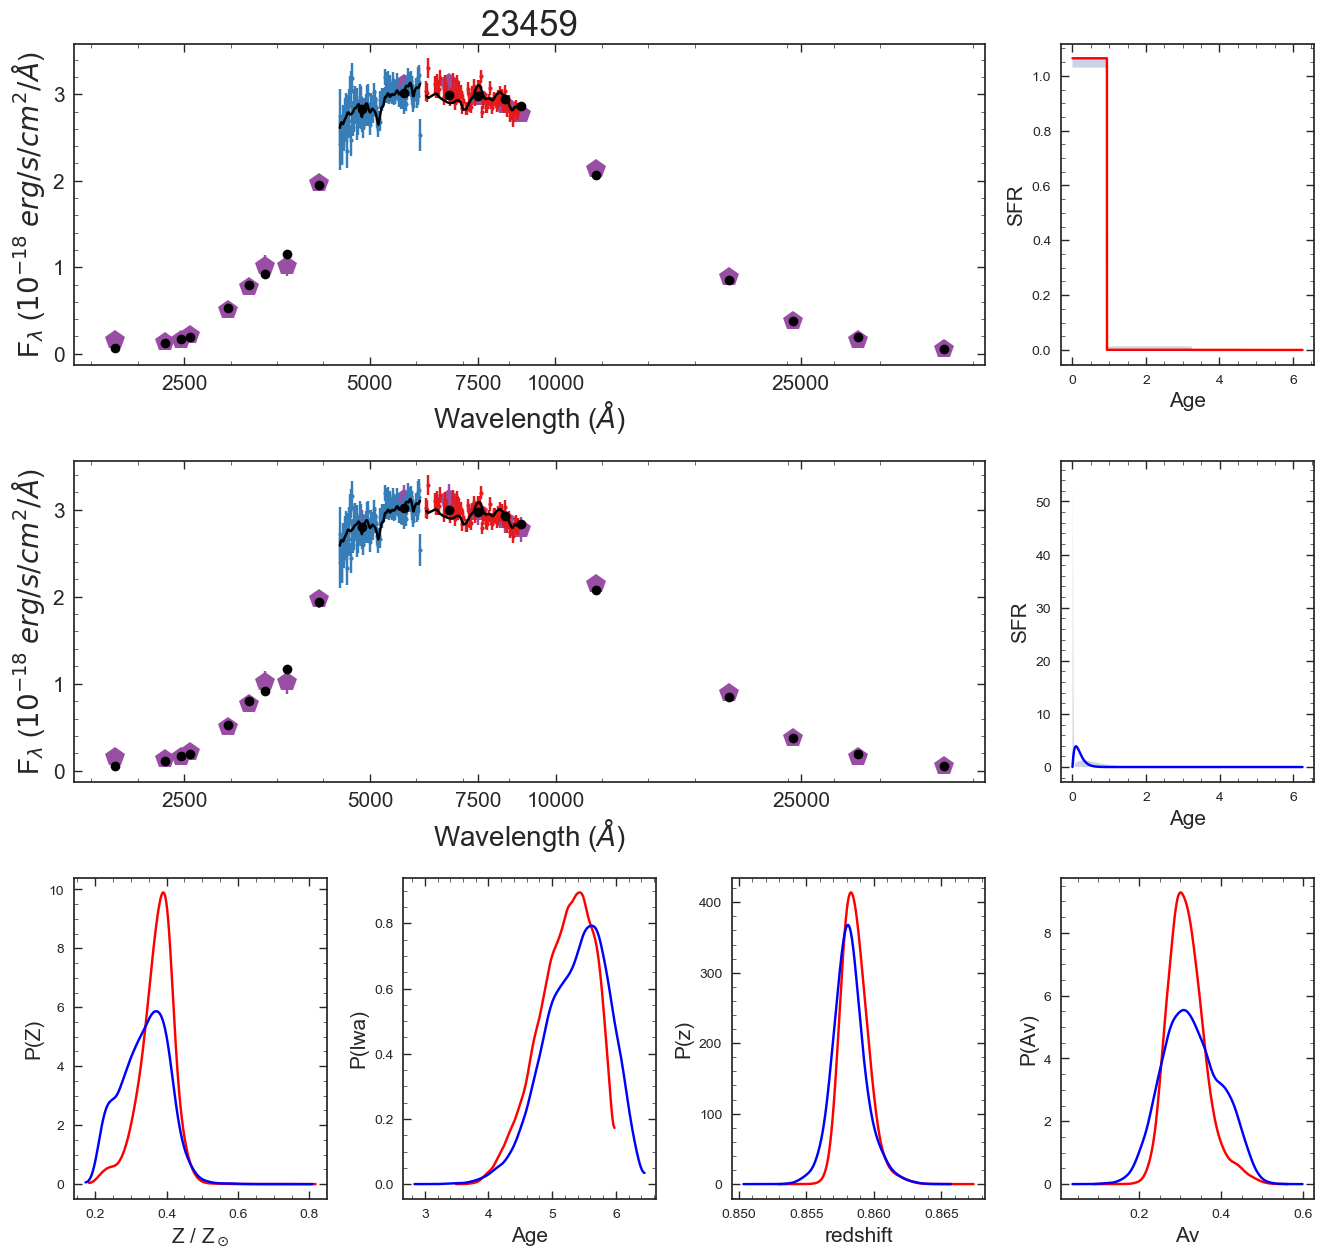 23459
F_λ (10^−18 erg/s/cm^2/Å)
3
2
1
0
2500 5000 7500 10000 25000
Wavelength (Å)
SFR
1.0
0.8
0.6
0.4
0.2
0.0
0 2 4 6
Age
F_λ (10^−18 erg/s/cm^2/Å)
3
2
1
0
2500 5000 7500 10000 25000
Wavelength (Å)
SFR
50
40
30
20
10
0
0 2 4 6
Age
P(Z)
10
8
6
4
2
0
0.2 0.4 0.6 0.8
Z / Z_⊙
P(lwa)
0.8
0.6
0.4
0.2
0.0
3 4 5 6
Age
P(z)
400
300
200
100
0
0.850 0.855 0.860 0.865
redshift
P(Av)
8
6
4
2
0
0.2 0.4 0.6
Av